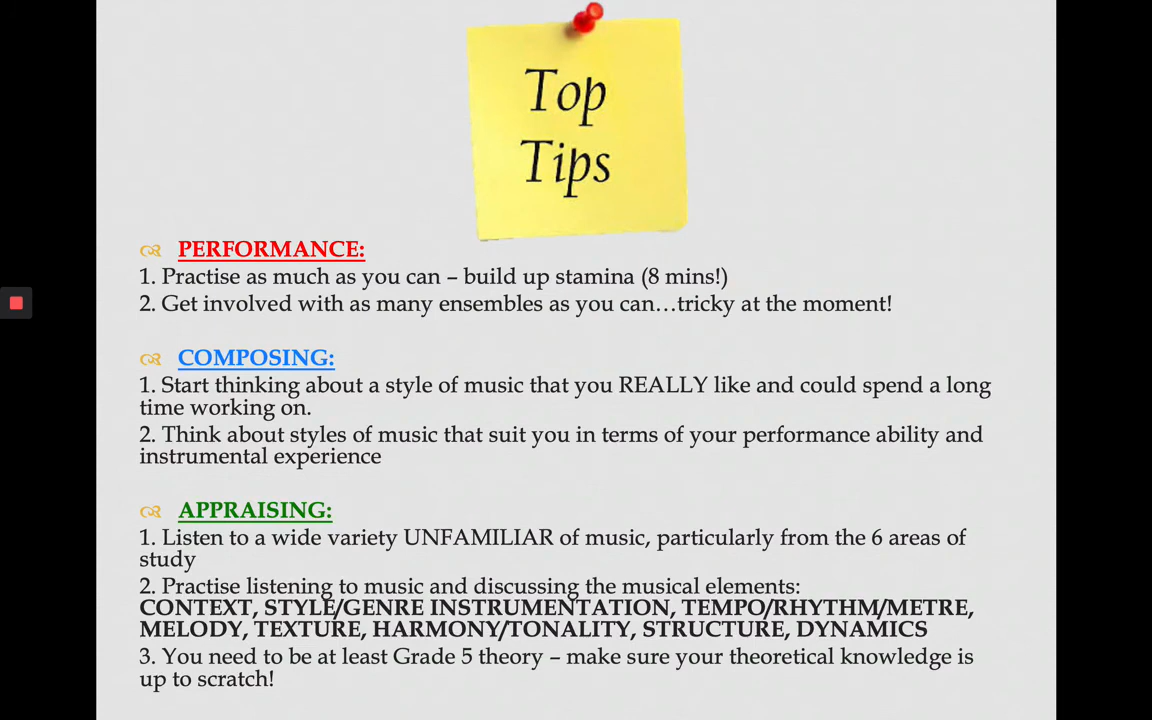 Top
Tips
PERFORMANCE:
1. Practise as much as you can – build up stamina (8 mins!)
2. Get involved with as many ensembles as you can…tricky at the moment!
COMPOSING:
1. Start thinking about a style of music that you REALLY like and could spend a long
time working on.
2. Think about styles of music that suit you in terms of your performance ability and
instrumental experience
APPRAISING:
1. Listen to a wide variety UNFAMILIAR of music, particularly from the 6 areas of
study
2. Practise listening to music and discussing the musical elements:
CONTEXT, STYLE/GENRE INSTRUMENTATION, TEMPO/RHYTHM/METRE,
MELODY, TEXTURE, HARMONY/TONALITY, STRUCTURE, DYNAMICS
3. You need to be at least Grade 5 theory – make sure your theoretical knowledge is
up to scratch!